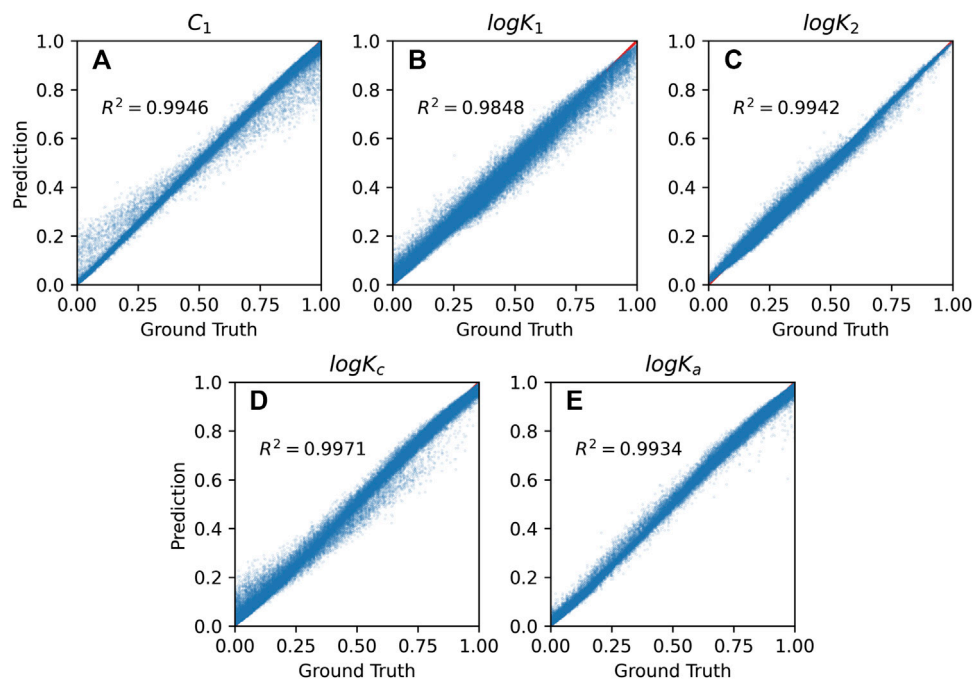 C₁ logK₁ logK₂
A B C
R² = 0.9946 R² = 0.9848 R² = 0.9942
Prediction
1.0 1.0 1.0
0.8 0.8 0.8
0.6 0.6 0.6
0.4 0.4 0.4
0.2 0.2 0.2
0.0 0.0 0.0
0.00 0.25 0.50 0.75 1.00 0.00 0.25 0.50 0.75 1.00 0.00 0.25 0.50 0.75 1.00
Ground Truth Ground Truth Ground Truth
logK_c logK_a
D E
R² = 0.9971 R² = 0.9934
Prediction
1.0 1.0
0.8 0.8
0.6 0.6
0.4 0.4
0.2 0.2
0.0 0.0
0.00 0.25 0.50 0.75 1.00 0.00 0.25 0.50 0.75 1.00
Ground Truth Ground Truth